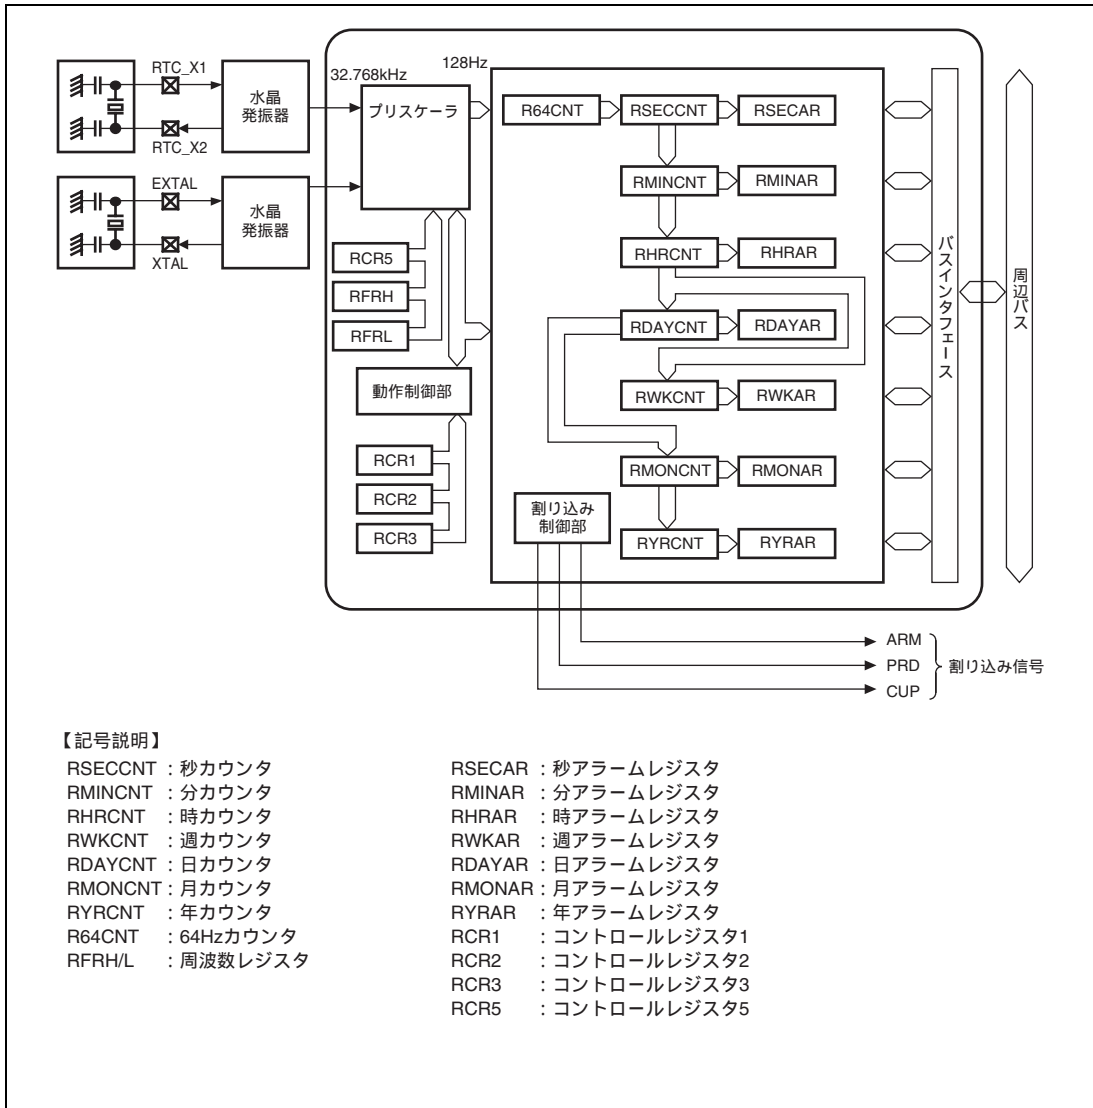 RTC_X1
水晶
発振器
RTC_X2
EXTAL
水晶
発振器
XTAL
32.768kHz
128Hz
プリスケーラ
RCR5
RFRH
RFRL
動作制御部
RCR1
RCR2
RCR3
R64CNT
RSECCNT
RSECAR
RMINCNT
RMINAR
RHRCNT
RHRAR
RDAYCNT
RDAYAR
RWKCNT
RWKAR
RMONCNT
RMONAR
RYRCNT
RYRAR
割り込み
制御部
バスインタフェース
周辺バス
ARM
PRD
CUP
割り込み信号
【記号説明】
RSECCNT : 秒カウンタ
RMINCNT : 分カウンタ
RHRCNT : 時カウンタ
RWKCNT : 週カウンタ
RDAYCNT : 日カウンタ
RMONCNT : 月カウンタ
RYRCNT : 年カウンタ
R64CNT : 64Hzカウンタ
RFRH/L : 周波数レジスタ
RSECAR : 秒アラームレジスタ
RMINAR : 分アラームレジスタ
RHRAR : 時アラームレジスタ
RWKAR : 週アラームレジスタ
RDAYAR : 日アラームレジスタ
RMONAR : 月アラームレジスタ
RYRAR : 年アラームレジスタ
RCR1 : コントロールレジスタ1
RCR2 : コントロールレジスタ2
RCR3 : コントロールレジスタ3
RCR5 : コントロールレジスタ5